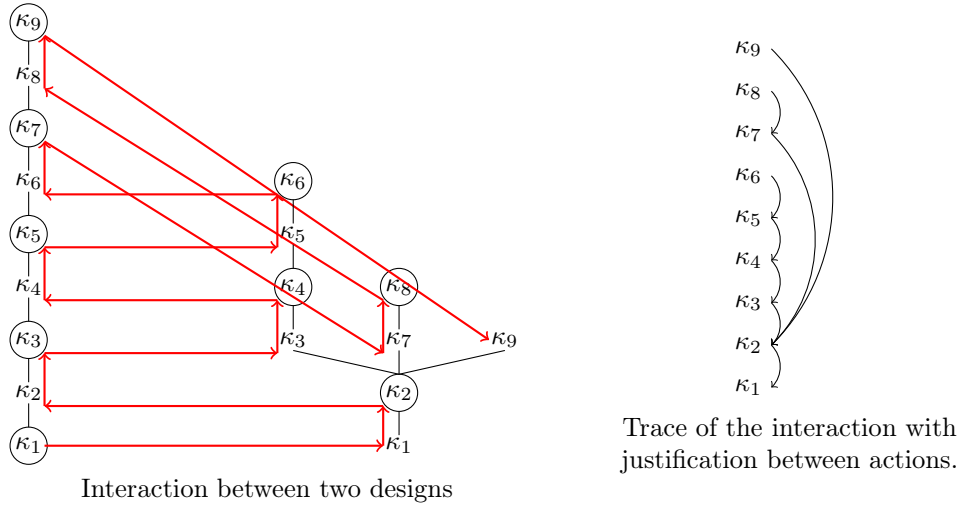 κ9
κ8
κ7
κ6
κ5
κ4
κ3
κ2
κ1
κ6
κ5
κ4
κ3
κ8
κ7
κ9
κ2
κ1
Interaction between two designs
κ9
κ8
κ7
κ6
κ5
κ4
κ3
κ2
κ1
Trace of the interaction with
justification between actions.